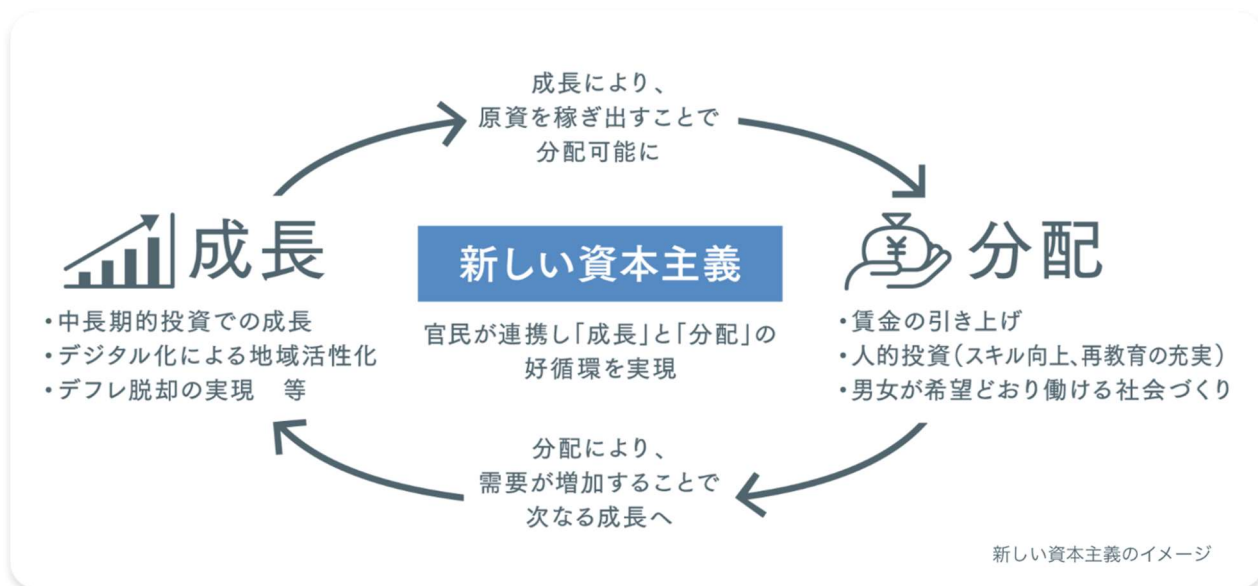 成長により、
原資を稼ぎ出すことで
分配可能に
成長
・中長期的投資での成長
・デジタル化による地域活性化
・デフレ脱却の実現　等
新しい資本主義
官民が連携し「成長」と「分配」の
好循環を実現
¥
分配
・賃金の引き上げ
・人的投資（スキル向上、再教育の充実）
・男女が希望どおり働ける社会づくり
分配により、
需要が増加することで
次なる成長へ
新しい資本主義のイメージ